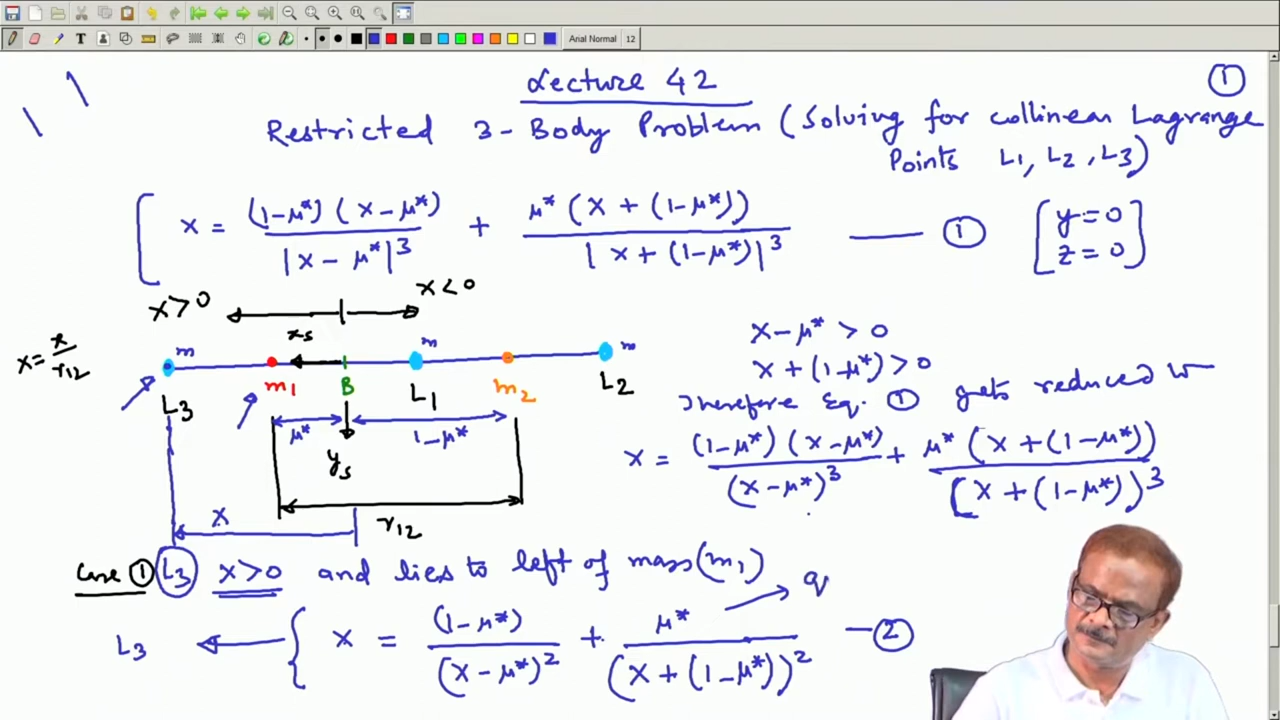 Arial Normal 12
Lecture 42
①
Restricted 3-Body Problem (Solving for collinear Lagrange
Points L1, L2, L3)
X = (1-μ*)(X-μ*) / |X-μ*|^3 + μ*(X+(1-μ*)) / |X+(1-μ*)|^3 —— ①
[y=0
z=0]
X>0
X<0
X = x/r12
xs
m
m
m
m1
B
m2
L3
L1
L2
μ*
1-μ*
ys
X
r12
X-μ* > 0
X+(1-μ*) > 0
Therefore Eq. ① gets reduced to
X = (1-μ*)(X-μ*) / (X-μ*)^3 + μ*(X+(1-μ*)) / (X+(1-μ*))^3
Case ① L3 X>0 and lies to left of mass(m1)
q
L3 ← { X = (1-μ*) / (X-μ*)^2 + μ* / (X+(1-μ*))^2 —②